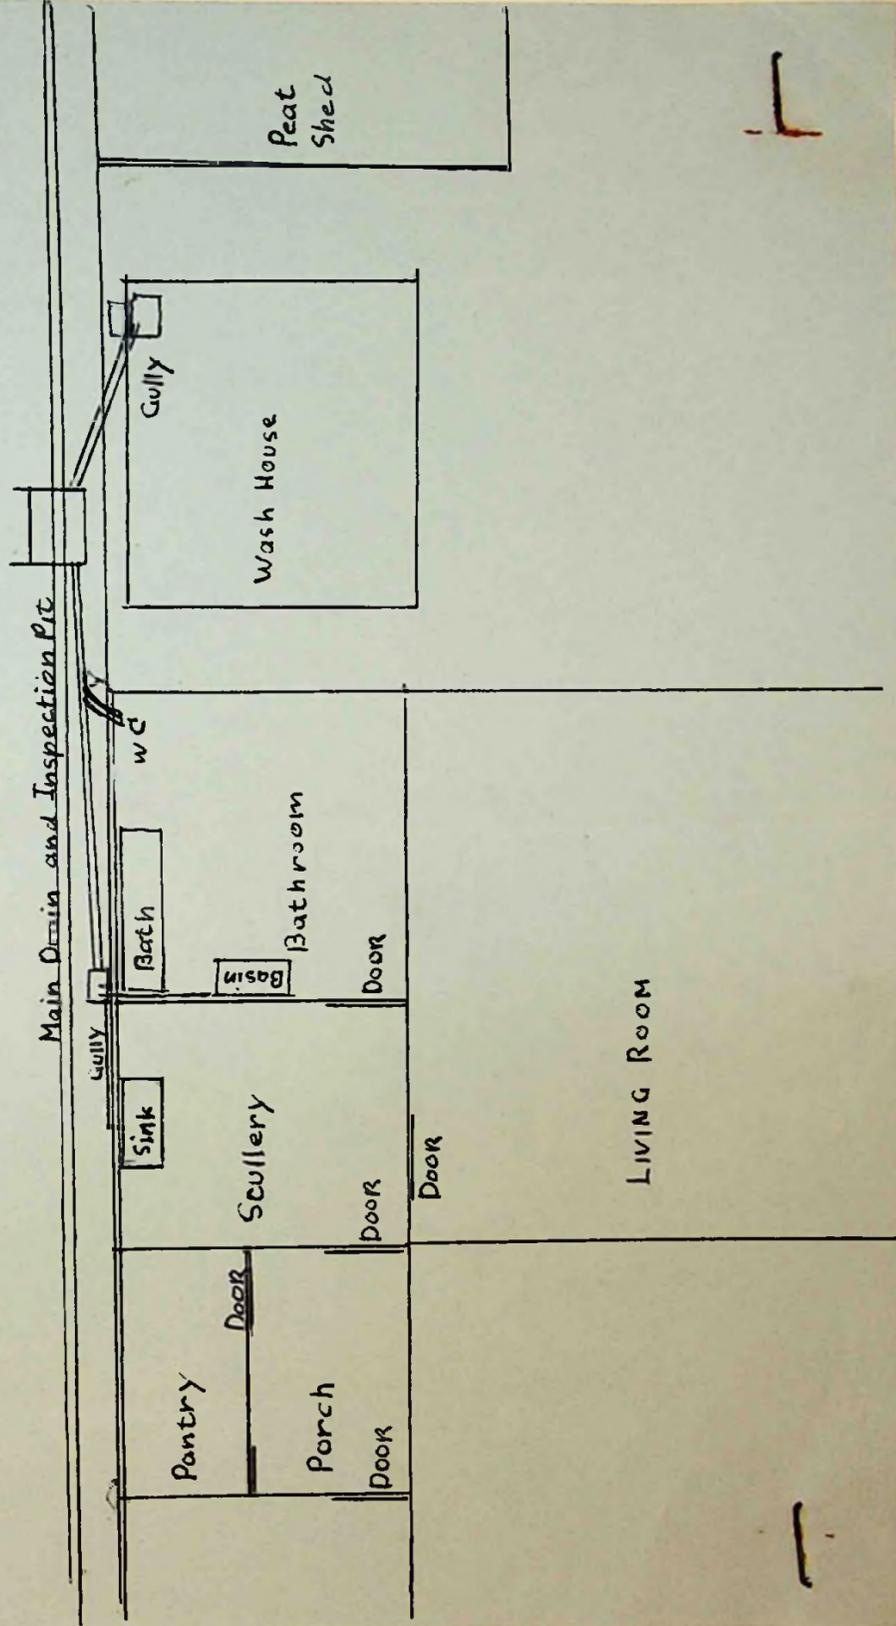 Main Drain and Inspection Pit
Gully
Gully
Sink
Bath
WC
Basin
Pantry
DOOR
Scullery
Bathroom
Wash House
Peat
Shed
Porch
DOOR
DOOR
DOOR
DOOR
LIVING ROOM